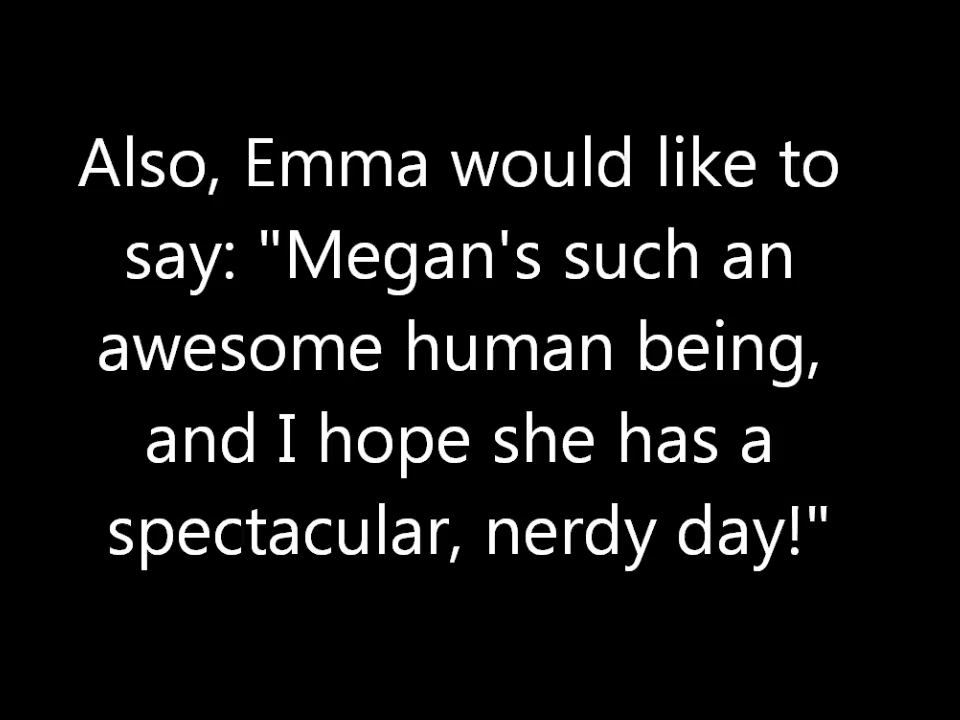 Also, Emma would like to
say: "Megan's such an
awesome human being,
and I hope she has a
spectacular, nerdy day!"